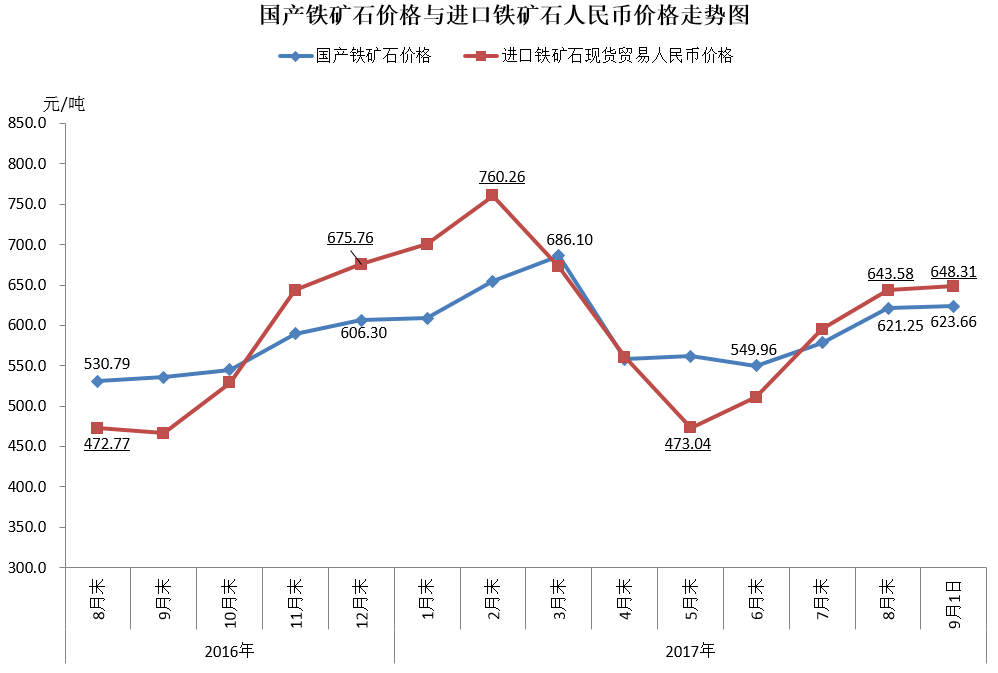 国产铁矿石价格与进口铁矿石人民币价格走势图
国产铁矿石价格 进口铁矿石现货贸易人民币价格
元/吨
850.0
800.0
750.0
700.0
650.0
600.0
550.0
500.0
450.0
400.0
350.0
300.0
530.79
472.77
675.76
606.30
760.26
686.10
473.04
549.96
643.58
621.25
648.31
623.66
8月末
9月末
10月末
11月末
12月末
1月末
2月末
3月末
4月末
5月末
6月末
7月末
8月末
9月1日
2016年 2017年